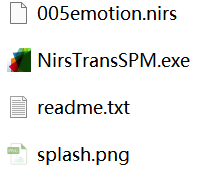 005emotion.nirs
NirsTransSPM.exe
readme.txt
splash.png